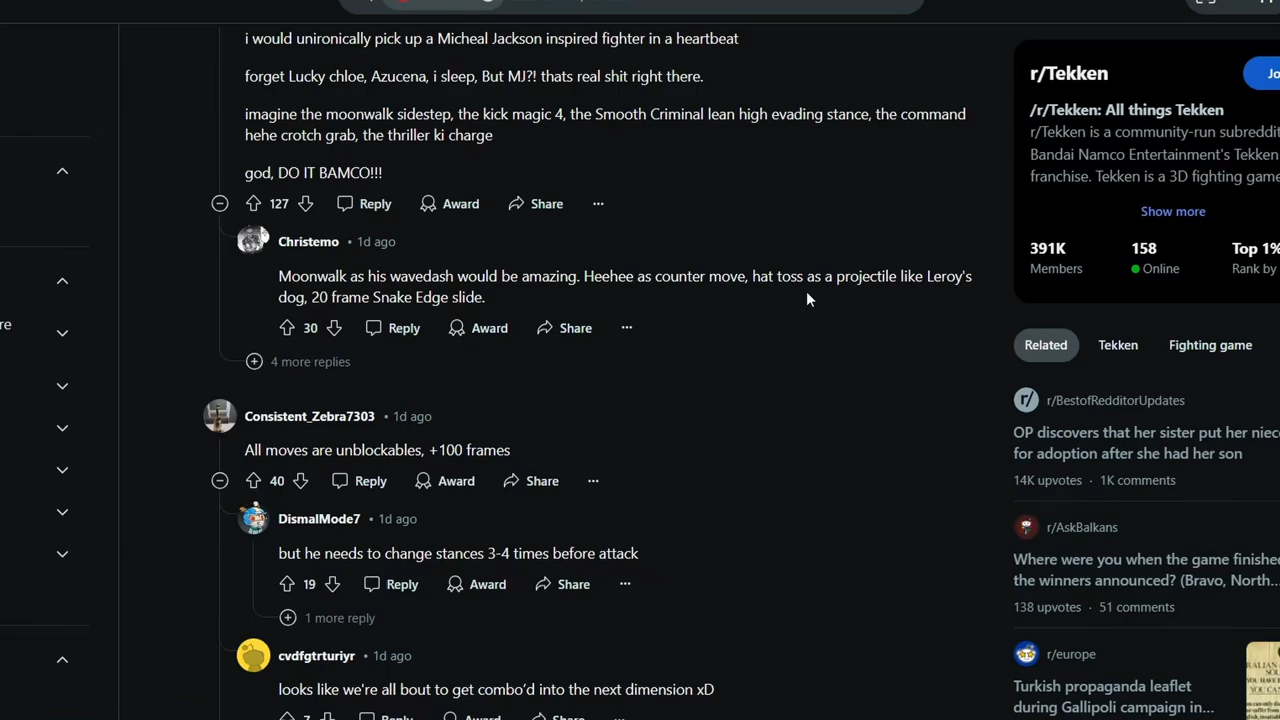 i would unironically pick up a Micheal Jackson inspired fighter in a heartbeat
forget Lucky chloe, Azucena, i sleep, But MJ?! thats real shit right there.
imagine the moonwalk sidestep, the kick magic 4, the Smooth Criminal lean high evading stance, the command
hehe crotch grab, the thriller ki charge
god, DO IT BAMCO!!!
127 Reply Award Share ...
Christemo • 1d ago
Moonwalk as his wavedash would be amazing. Heehee as counter move, hat toss as a projectile like Leroy's
dog, 20 frame Snake Edge slide.
30 Reply Award Share ...
4 more replies
Consistent_Zebra7303 • 1d ago
All moves are unblockables, +100 frames
40 Reply Award Share ...
DismalMode7 • 1d ago
but he needs to change stances 3-4 times before attack
19 Reply Award Share ...
1 more reply
cvdfgtrturiyr • 1d ago
looks like we're all bout to get combo’d into the next dimension xD
7 Reply Award Share
r/Tekken
Jo
/r/Tekken: All things Tekken
r/Tekken is a community-run subreddit
Bandai Namco Entertainment's Tekken
franchise. Tekken is a 3D fighting game
Show more
391K 158 Top 1%
Members Online Rank by
Related Tekken Fighting game
r/BestofRedditorUpdates
OP discovers that her sister put her niece
for adoption after she had her son
14K upvotes · 1K comments
r/AskBalkans
Where were you when the game finished
the winners announced? (Bravo, North...
138 upvotes · 51 comments
r/europe
Turkish propaganda leaflet
during Gallipoli campaign in...
re